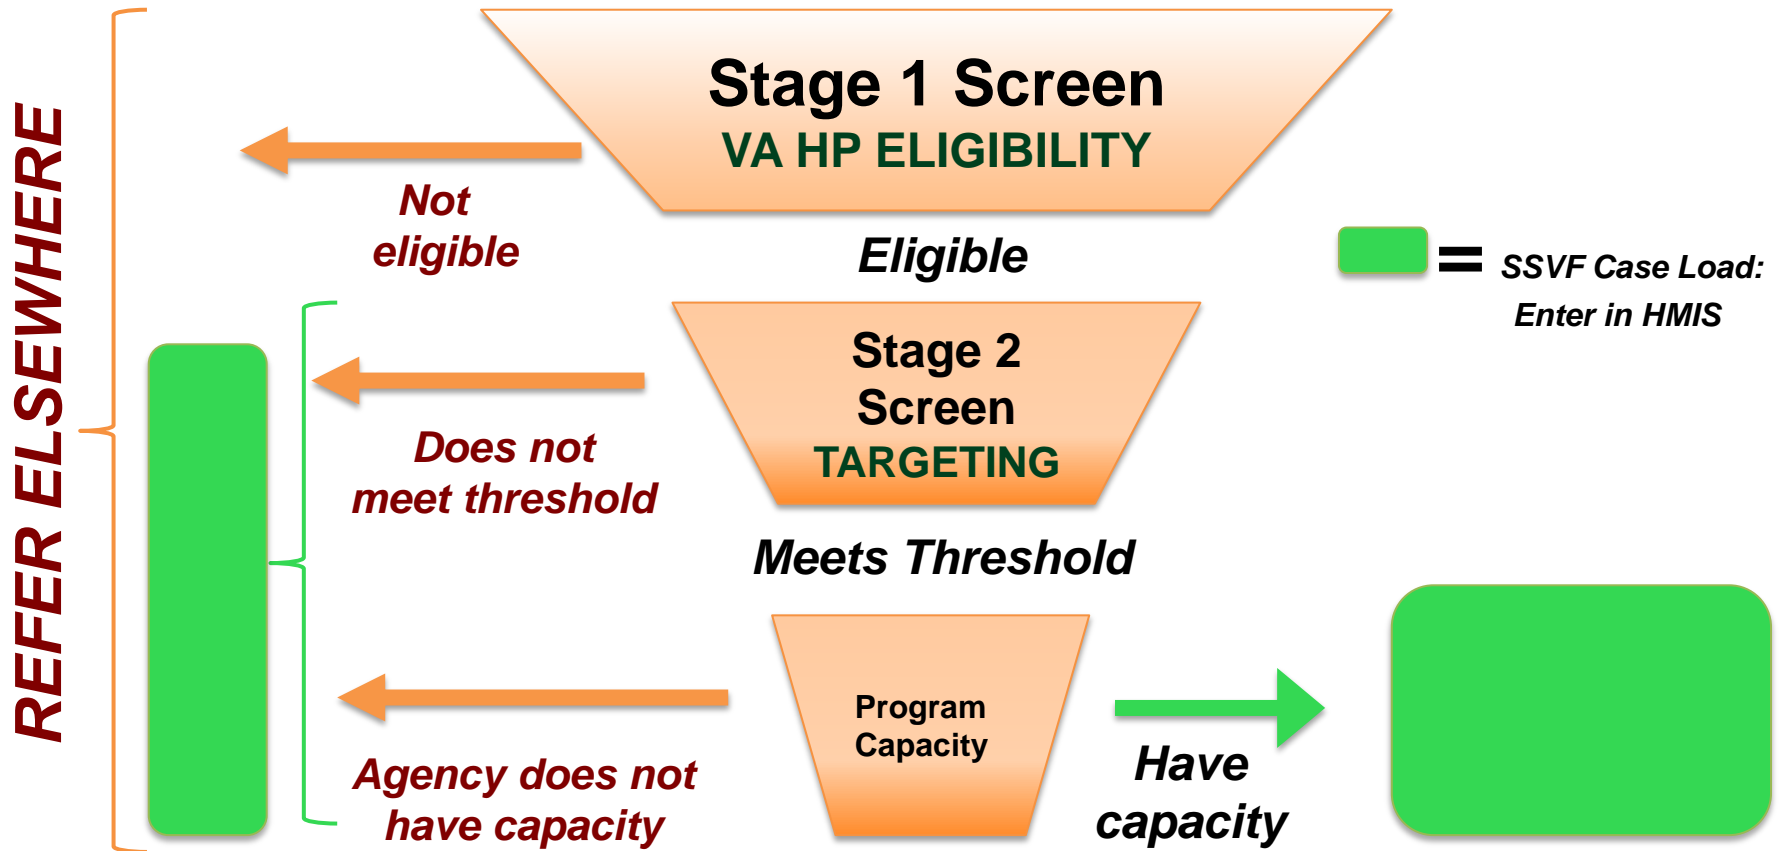 REFER ELSEWHERE
Stage 1 Screen
VA HP ELIGIBILITY
Not
eligible
Eligible
=
SSVF Case Load:
Enter in HMIS
Stage 2
Screen
TARGETING
Does not
meet threshold
Meets Threshold
Program
Capacity
Agency does not
have capacity
Have
capacity